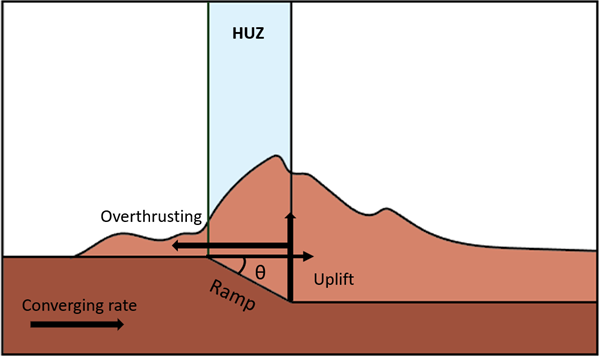 HUZ
Overthrusting
θ
Uplift
Ramp
Converging rate